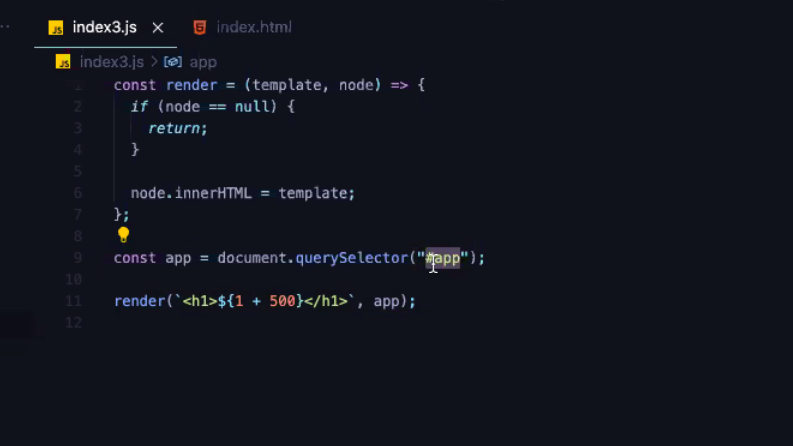 JS index3.js × index.html
JS index3.js > app
1 const render = (template, node) => {
2 if (node == null) {
3 return;
4 }
5
6 node.innerHTML = template;
7 };
8
9 const app = document.querySelector("#app");
10
11 render(`<h1>${1 + 500}</h1>`, app);
12